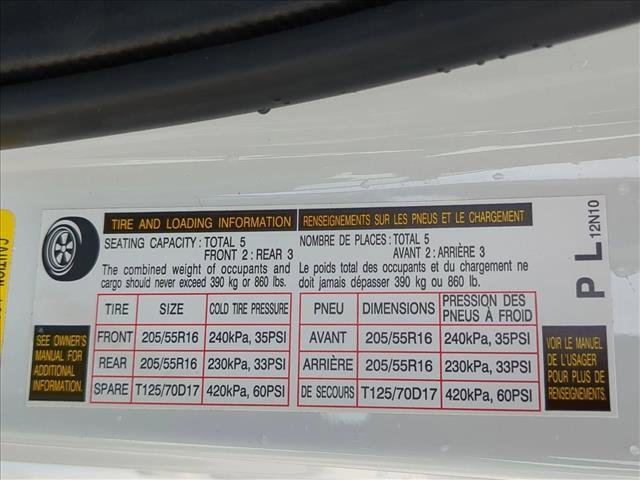 CAUTION
TIRE AND LOADING INFORMATION
SEATING CAPACITY: TOTAL 5
FRONT 2 : REAR 3
The combined weight of occupants and
cargo should never exceed 390 kg or 860 lbs.
TIRE SIZE COLD TIRE PRESSURE
FRONT 205/55R16 240kPa, 35PSI
REAR 205/55R16 230kPa, 33PSI
SPARE T125/70D17 420kPa, 60PSI
SEE OWNER'S
MANUAL FOR
ADDITIONAL
INFORMATION.
RENSEIGNEMENTS SUR LES PNEUS ET LE CHARGEMENT
NOMBRE DE PLACES: TOTAL 5
AVANT 2 : ARRIÈRE 3
Le poids total des occupants et du chargement ne
doit jamais dépasser 390 kg ou 860 lb.
PNEU DIMENSIONS PRESSION DES
PNEUS À FROID
AVANT 205/55R16 240kPa, 35PSI
ARRIÈRE 205/55R16 230kPa, 33PSI
DE SECOURS T125/70D17 420kPa, 60PSI
VOIR LE MANUEL
DE L'USAGER
POUR PLUS DE
RENSEIGNEMENTS.
P L 12N10